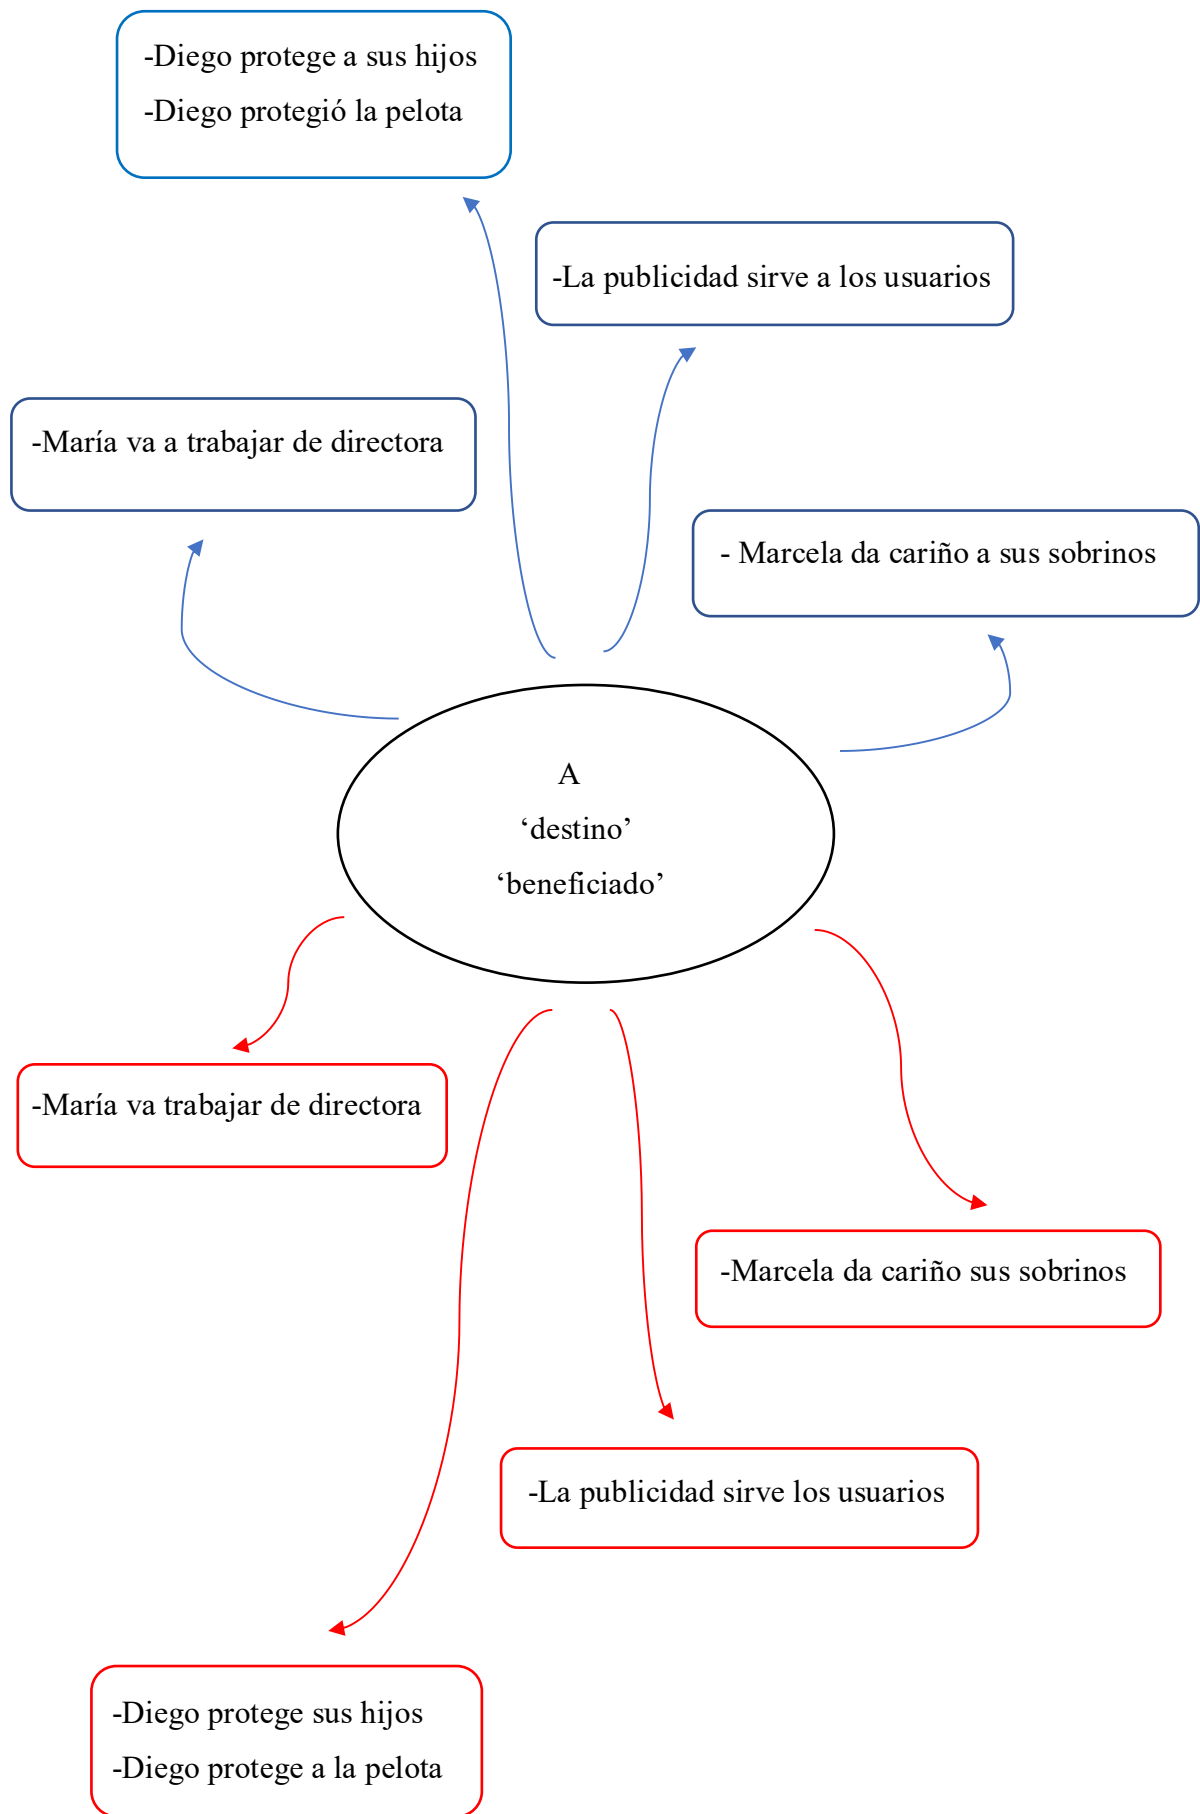 -Diego protege a sus hijos
-Diego protegió la pelota
-La publicidad sirve a los usuarios
-María va a trabajar de directora
- Marcela da cariño a sus sobrinos
A
‘destino’
‘beneficiado’
-María va trabajar de directora
-Marcela da cariño sus sobrinos
-La publicidad sirve los usuarios
-Diego protege sus hijos
-Diego protege a la pelota